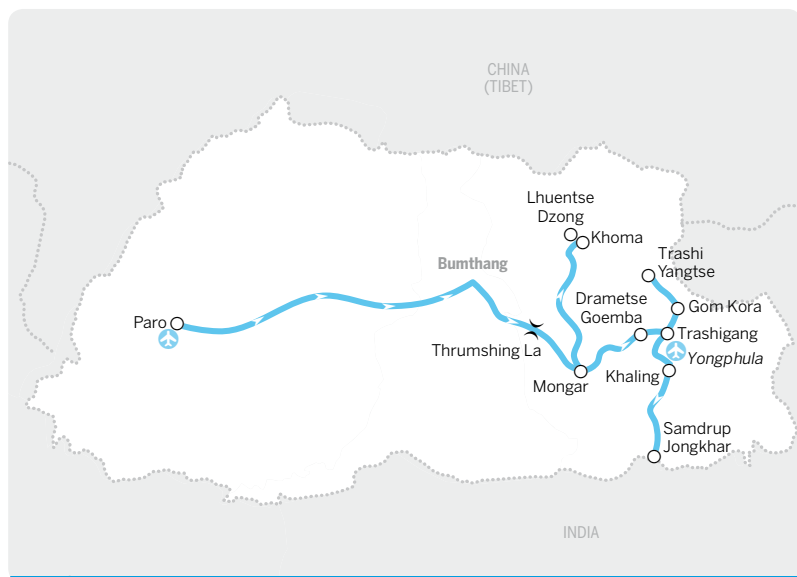 CHINA
(TIBET)
Lhuentse
Dzong
Khoma
Trashi
Yangtse
Bumthang
Drametse
Goemba
Gom Kora
Paro
Trashigang
Thrumshing La
Yongphula
Khaling
Mongar
Samdrup
Jongkhar
INDIA